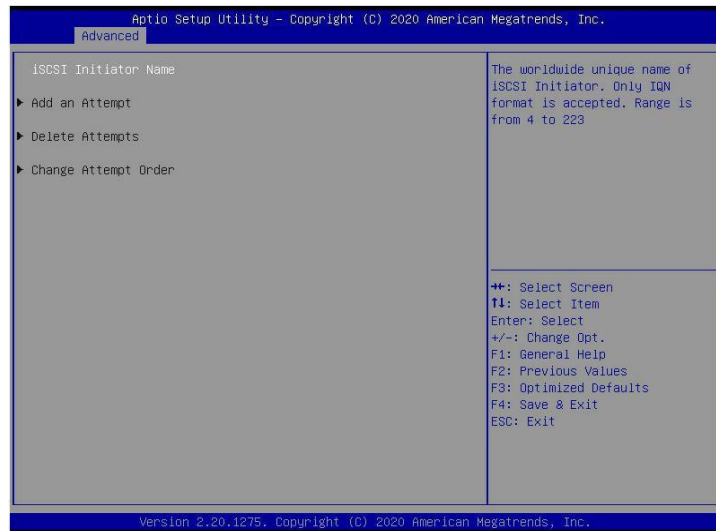 Aptio Setup Utility – Copyright (C) 2020 American Megatrends, Inc.
Advanced
iSCSI Initiator Name
▶ Add an Attempt
▶ Delete Attempts
▶ Change Attempt Order
The worldwide unique name of
iSCSI Initiator. Only IQN
format is accepted. Range is
from 4 to 223
→←: Select Screen
↑↓: Select Item
Enter: Select
+/-: Change Opt.
F1: General Help
F2: Previous Values
F3: Optimized Defaults
F4: Save & Exit
ESC: Exit
Version 2.20.1275. Copyright (C) 2020 American Megatrends, Inc.